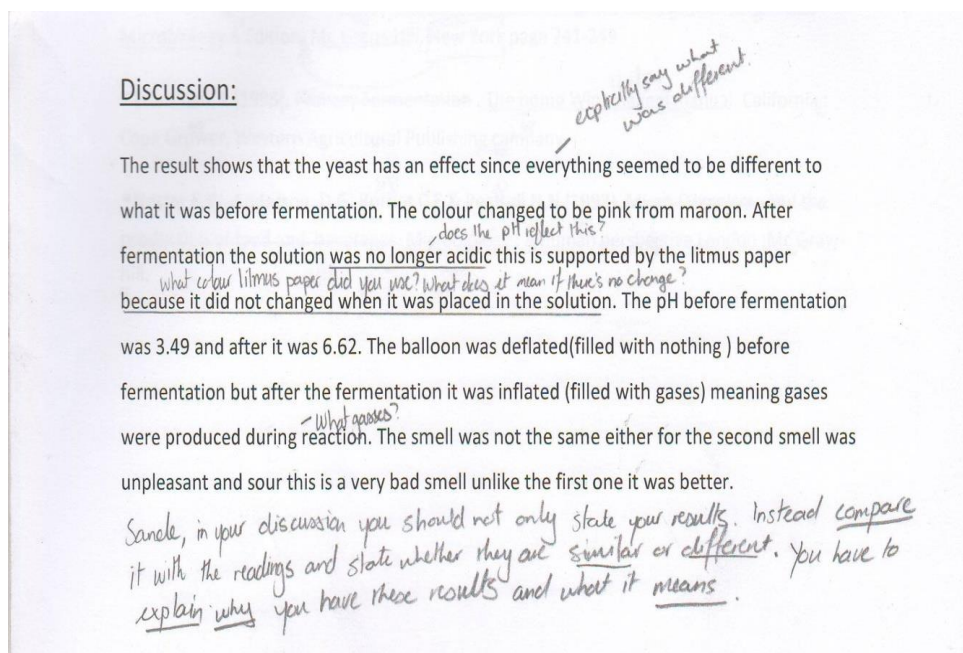 Discussion:
explicitly say what
was different.
The result shows that the yeast has an effect since everything seemed to be different to
what it was before fermentation. The colour changed to be pink from maroon. After
- does the pH reflect this?
fermentation the solution was no longer acidic this is supported by the litmus paper
what colour litmus paper did you use? What does it mean if there's no change?
because it did not changed when it was placed in the solution. The pH before fermentation
was 3.49 and after it was 6.62. The balloon was deflated(filled with nothing ) before
fermentation but after the fermentation it was inflated (filled with gases) meaning gases
- What gasses?
were produced during reaction. The smell was not the same either for the second smell was
unpleasant and sour this is a very bad smell unlike the first one it was better.
Sande, in your discussion you should not only state your results. Instead compare
it with the readings and state whether they are similar or different. You have to
explain why you have these results and what it means.